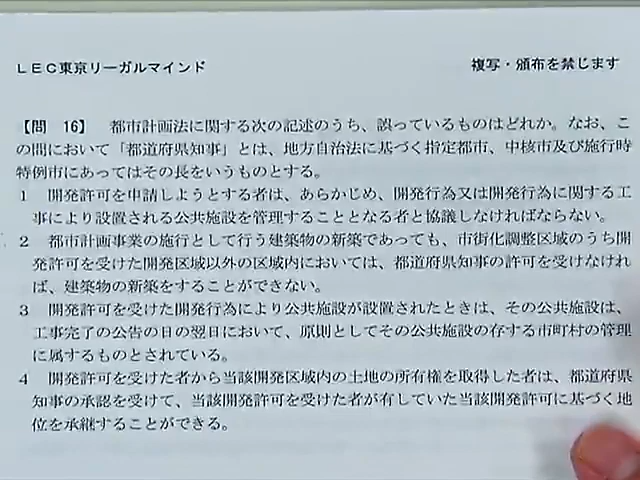 LEC東京リーガルマインド
複写・頒布を禁じます
【問 16】 都市計画法に関する次の記述のうち、誤っているものはどれか。なお、こ
の問において「都道府県知事」とは、地方自治法に基づく指定都市、中核市及び施行時
特例市にあってはその長をいうものとする。
1 開発許可を申請しようとする者は、あらかじめ、開発行為又は開発行為に関する工
事により設置される公共施設を管理することとなる者と協議しなければならない。
2 都市計画事業の施行として行う建築物の新築であっても、市街化調整区域のうち開
発許可を受けた開発区域以外の区域内においては、都道府県知事の許可を受けなけれ
ば、建築物の新築をすることができない。
3 開発許可を受けた開発行為により公共施設が設置されたときは、その公共施設は、
工事完了の公告の日の翌日において、原則としてその公共施設の存する市町村の管理
に属するものとされている。
4 開発許可を受けた者から当該開発区域内の土地の所有権を取得した者は、都道府県
知事の承認を受けて、当該開発許可を受けた者が有していた当該開発許可に基づく地
位を承継することができる。